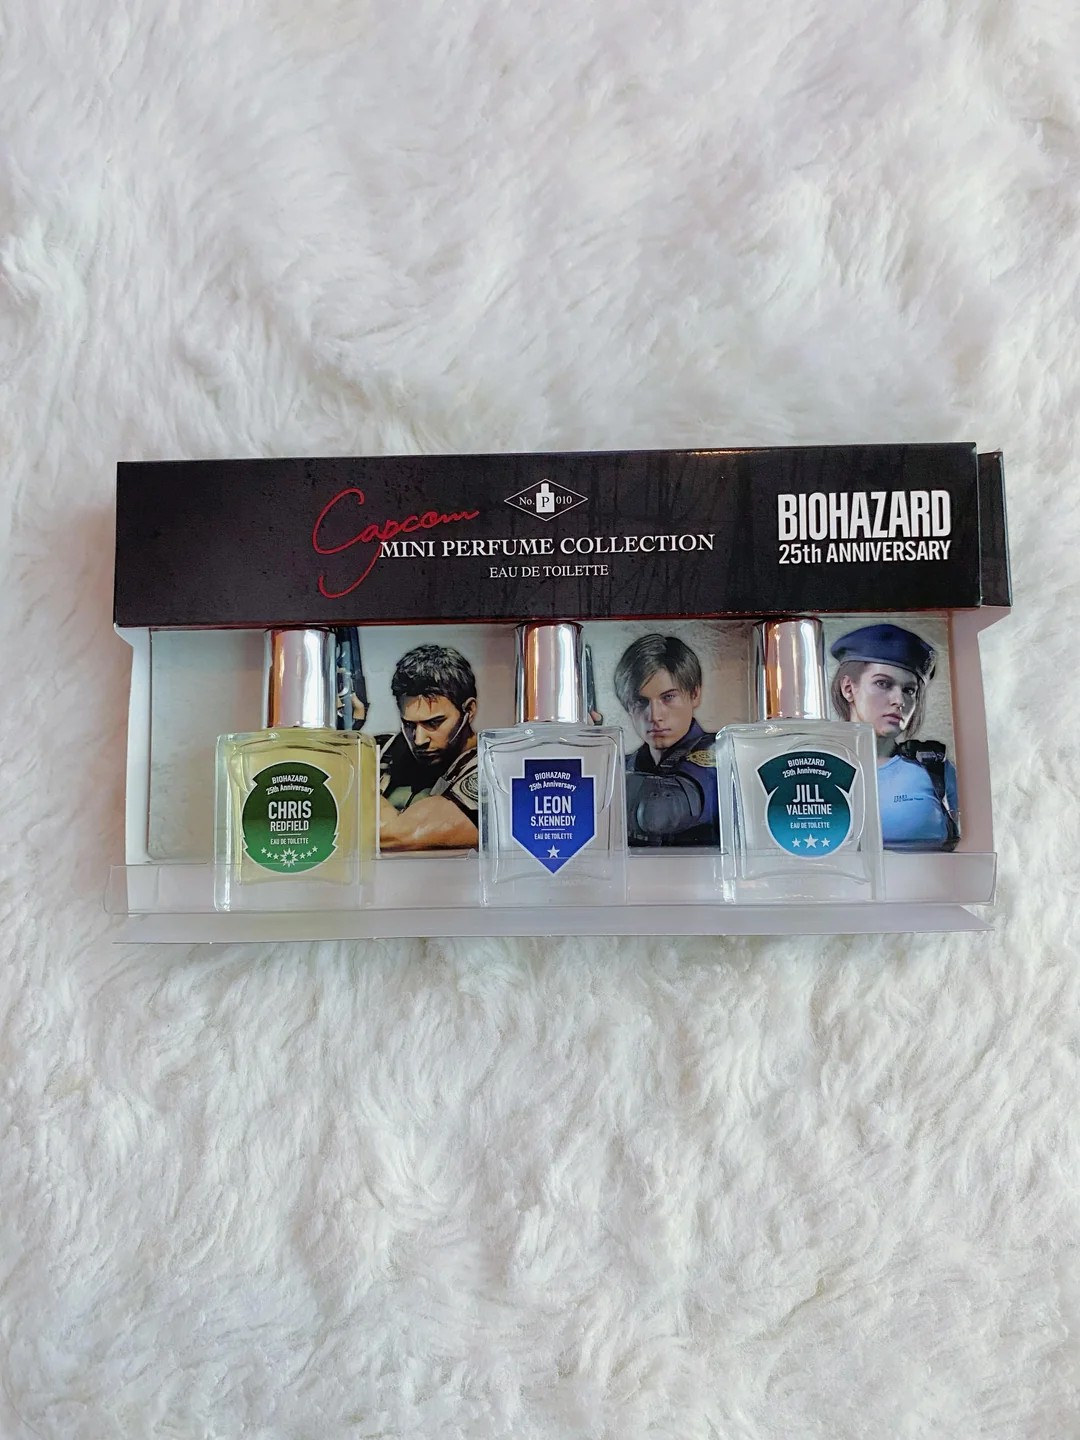 Capcom
No. P 010
MINI PERFUME COLLECTION
EAU DE TOILETTE
BIOHAZARD
25th ANNIVERSARY
BIOHAZARD
25th Anniversary
CHRIS
REDFIELD
EAU DE TOILETTE
BIOHAZARD
25th Anniversary
LEON
S.KENNEDY
EAU DE TOILETTE
BIOHAZARD
25th Anniversary
JILL
VALENTINE
EAU DE TOILETTE